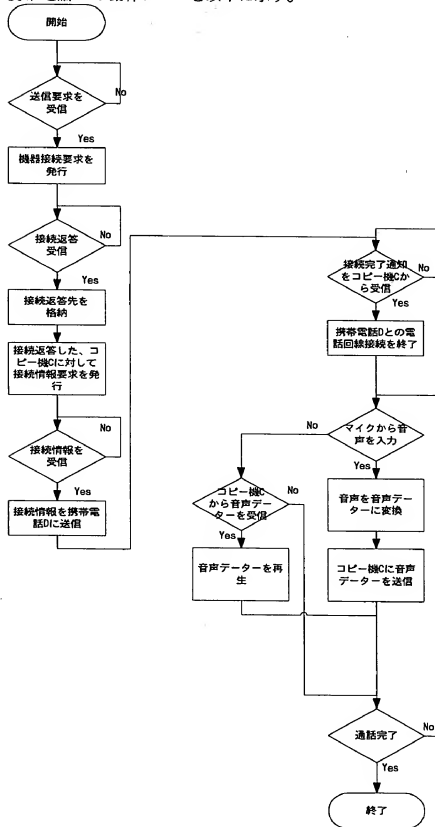 開始
送信要求を
受信
No
Yes
機器接続要求を
発行
接続返答
受信
No
Yes
接続返答先を
格納
接続返答した、コ
ピー機Cに対して
接続情報要求を発
行
接続情報を
受信
No
Yes
接続情報を携帯電
話Dに送信
接続完了通知
をコピー機Cか
ら受信
No
Yes
携帯電話Dとの電
話回線接続を終了
マイクから音
声を入力
No
Yes
コピー機C
から音声デー
ターを受信
No
Yes
音声を音声デー
ターに変換
音声データーを再
生
コピー機Cに音声
データーを送信
通話完了
No
Yes
終了